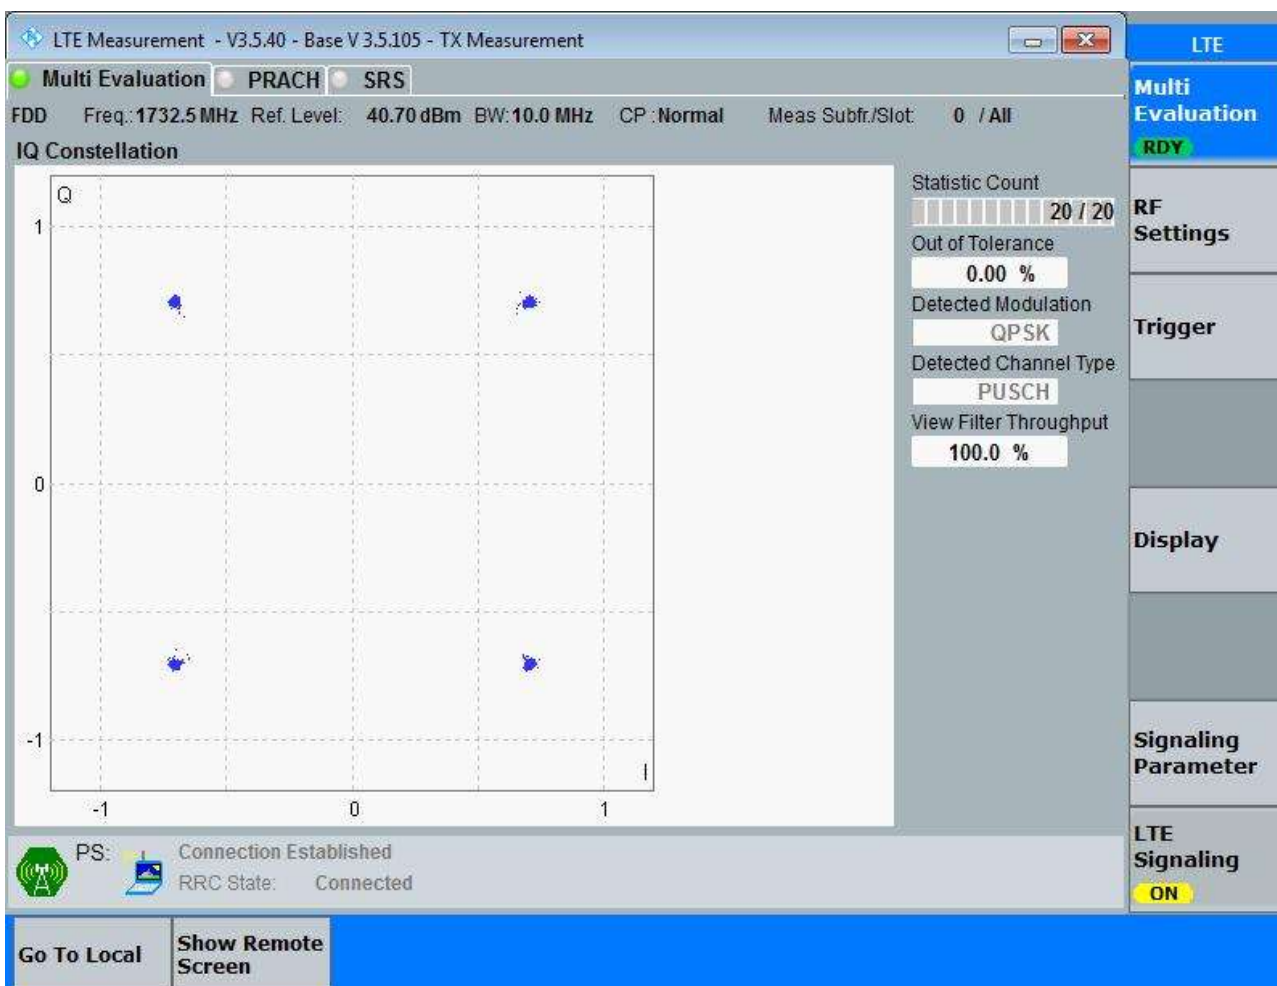 LTE Measurement - V3.5.40 - Base V 3.5.105 - TX Measurement
LTE
Multi Evaluation PRACH SRS
FDD Freq.: 1732.5 MHz Ref. Level: 40.70 dBm BW: 10.0 MHz CP : Normal Meas Subfr./Slot: 0 / All
IQ Constellation
Q
1
0
-1
I
-1 0 1
Statistic Count
20 / 20
Out of Tolerance
0.00 %
Detected Modulation
QPSK
Detected Channel Type
PUSCH
View Filter Throughput
100.0 %
Multi
Evaluation
RDY
RF
Settings
Trigger
Display
Signaling
Parameter
LTE
Signaling
ON
PS: Connection Established
RRC State: Connected
Go To Local
Show Remote
Screen